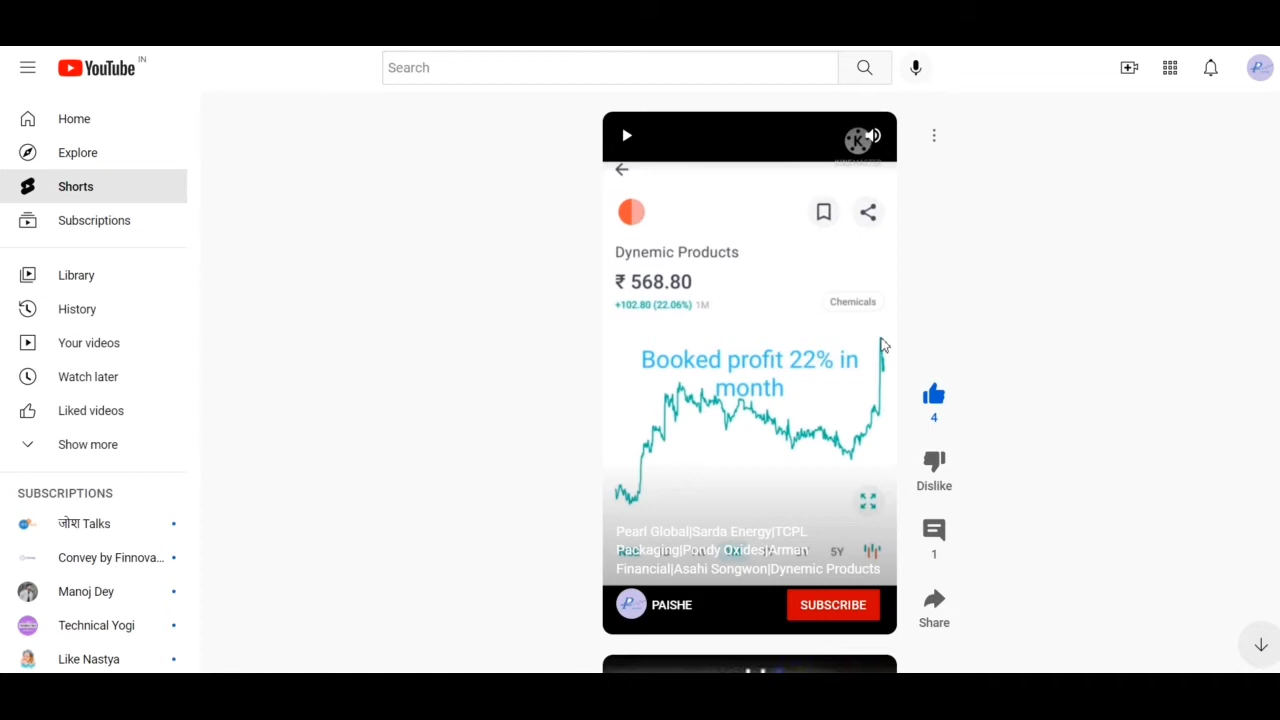 YouTube IN
Search
Home
Explore
Shorts
Subscriptions
Library
History
Your videos
Watch later
Liked videos
Show more
SUBSCRIPTIONS
जोश Talks
Convey by Finnova...
Manoj Dey
Technical Yogi
Like Nastya
K
Dynemic Products
₹ 568.80
+102.80 (22.06%) 1M
Chemicals
Booked profit 22% in
month
Pearl Global|Sarda Energy|TCPL
Packaging|Pondy Oxides|Arman
5Y
Financial|Asahi Songwon|Dynemic Products
PAISHE
SUBSCRIBE
4
Dislike
1
Share